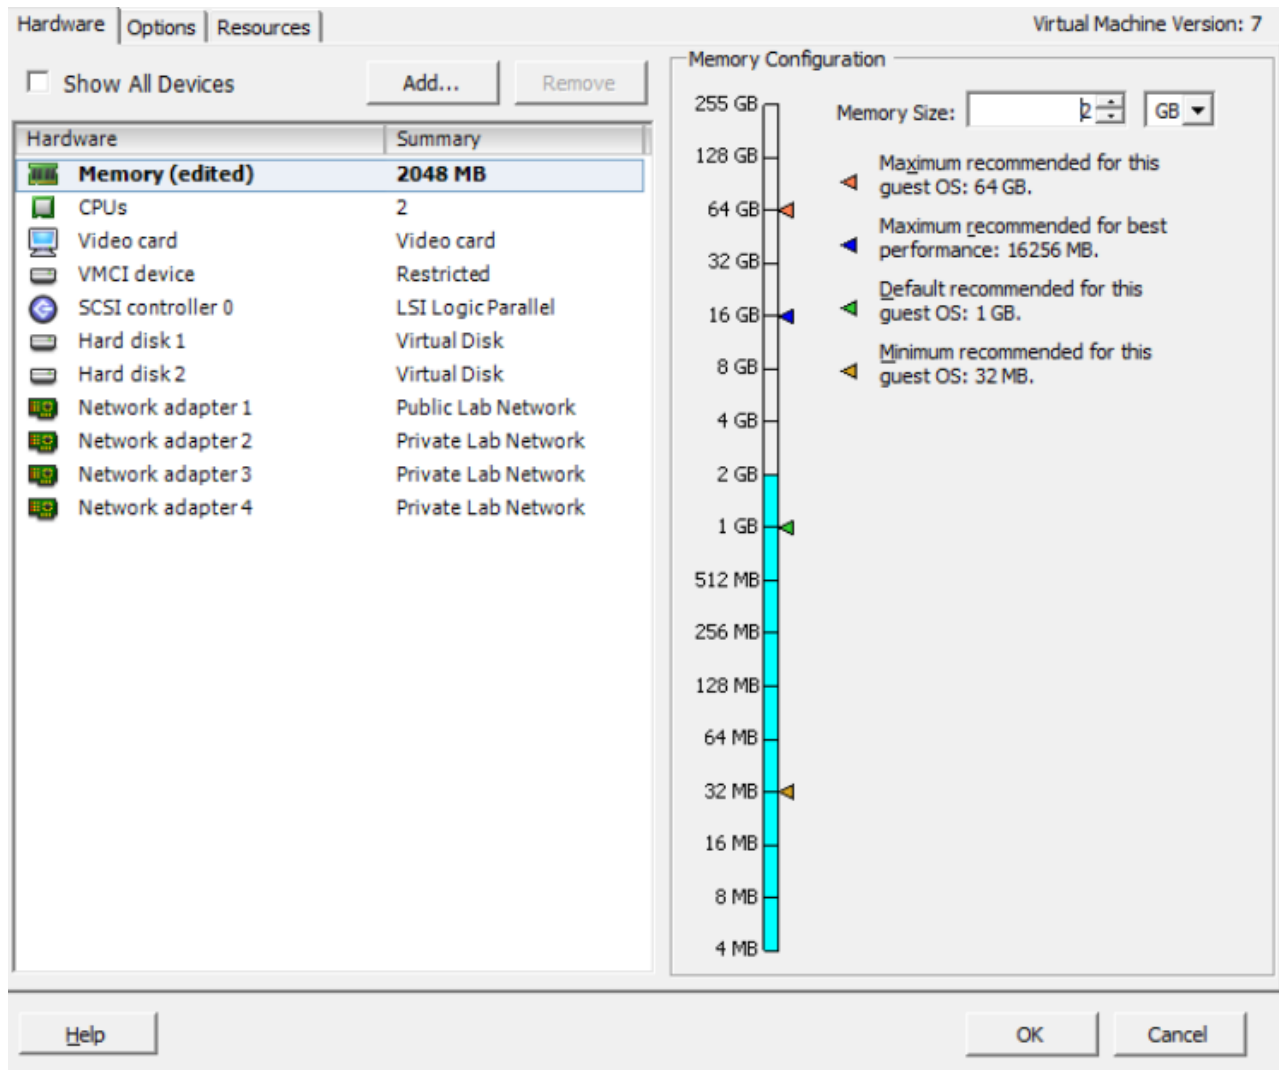 Hardware Options Resources Virtual Machine Version: 7
Show All Devices Add... Remove
Hardware Summary
Memory (edited) 2048 MB
CPUs 2
Video card Video card
VMCI device Restricted
SCSI controller 0 LSI Logic Parallel
Hard disk 1 Virtual Disk
Hard disk 2 Virtual Disk
Network adapter 1 Public Lab Network
Network adapter 2 Private Lab Network
Network adapter 3 Private Lab Network
Network adapter 4 Private Lab Network
Memory Configuration
Memory Size: 2 GB
255 GB
128 GB
64 GB
32 GB
16 GB
8 GB
4 GB
2 GB
1 GB
512 MB
256 MB
128 MB
64 MB
32 MB
16 MB
8 MB
4 MB
Maximum recommended for this
guest OS: 64 GB.
Maximum recommended for best
performance: 16256 MB.
Default recommended for this
guest OS: 1 GB.
Minimum recommended for this
guest OS: 32 MB.
Help OK Cancel